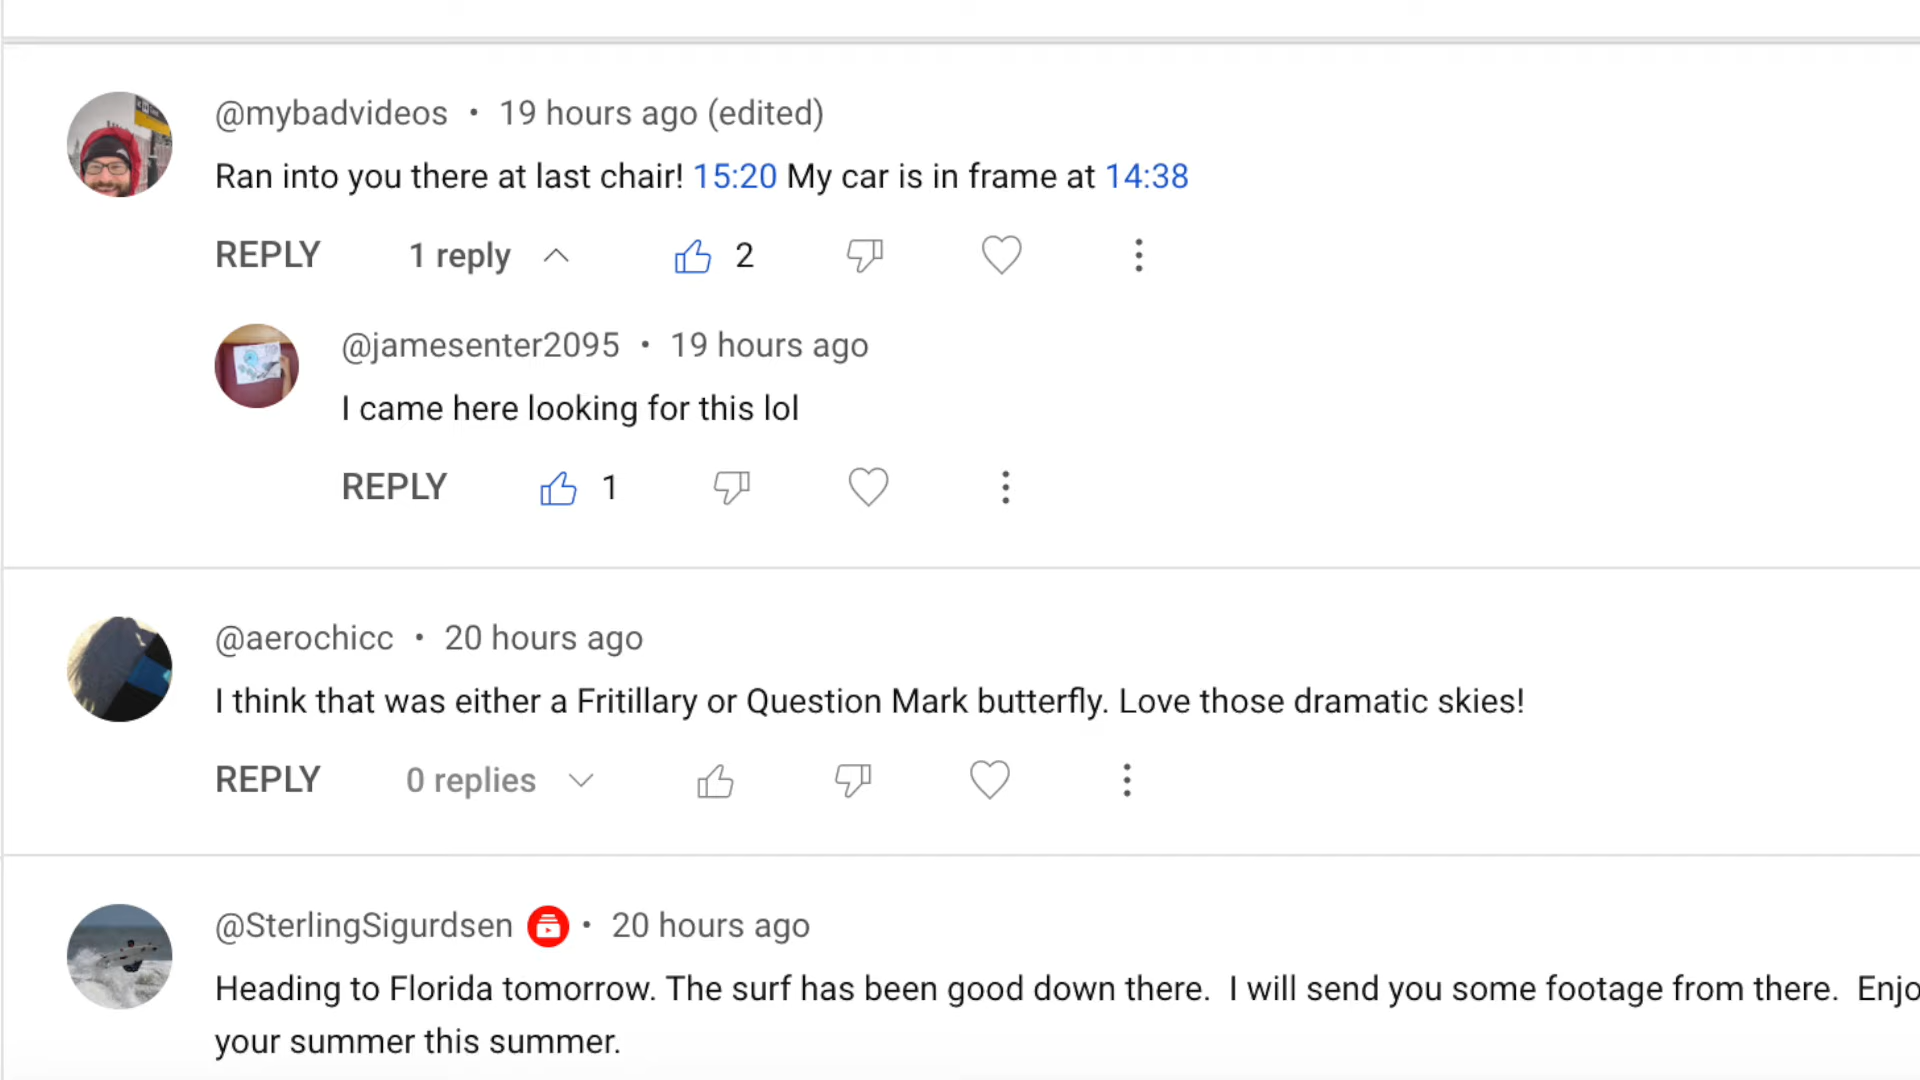 @mybadvideos • 19 hours ago (edited)
Ran into you there at last chair! 15:20 My car is in frame at 14:38
REPLY 1 reply 2
@jamesenter2095 • 19 hours ago
I came here looking for this lol
REPLY 1
@aerochicc • 20 hours ago
I think that was either a Fritillary or Question Mark butterfly. Love those dramatic skies!
REPLY 0 replies
@SterlingSigurdsen • 20 hours ago
Heading to Florida tomorrow. The surf has been good down there. I will send you some footage from there. Enjo
your summer this summer.